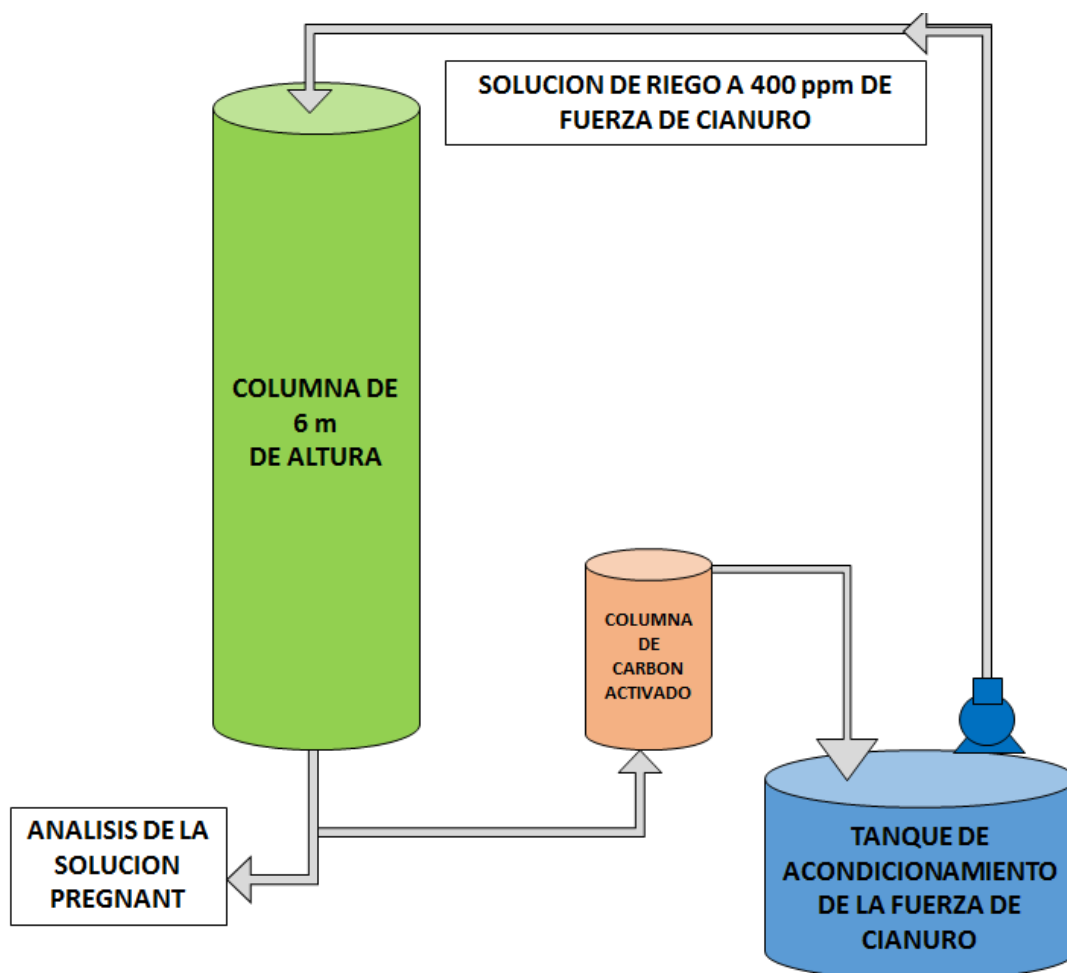 SOLUCION DE RIEGO A 400 ppm DE
FUERZA DE CIANURO
COLUMNA DE
6 m
DE ALTURA
COLUMNA
DE
CARBON
ACTIVADO
ANALISIS DE LA
SOLUCION
PREGNANT
TANQUE DE
ACONDICIONAMIENTO
DE LA FUERZA DE
CIANURO